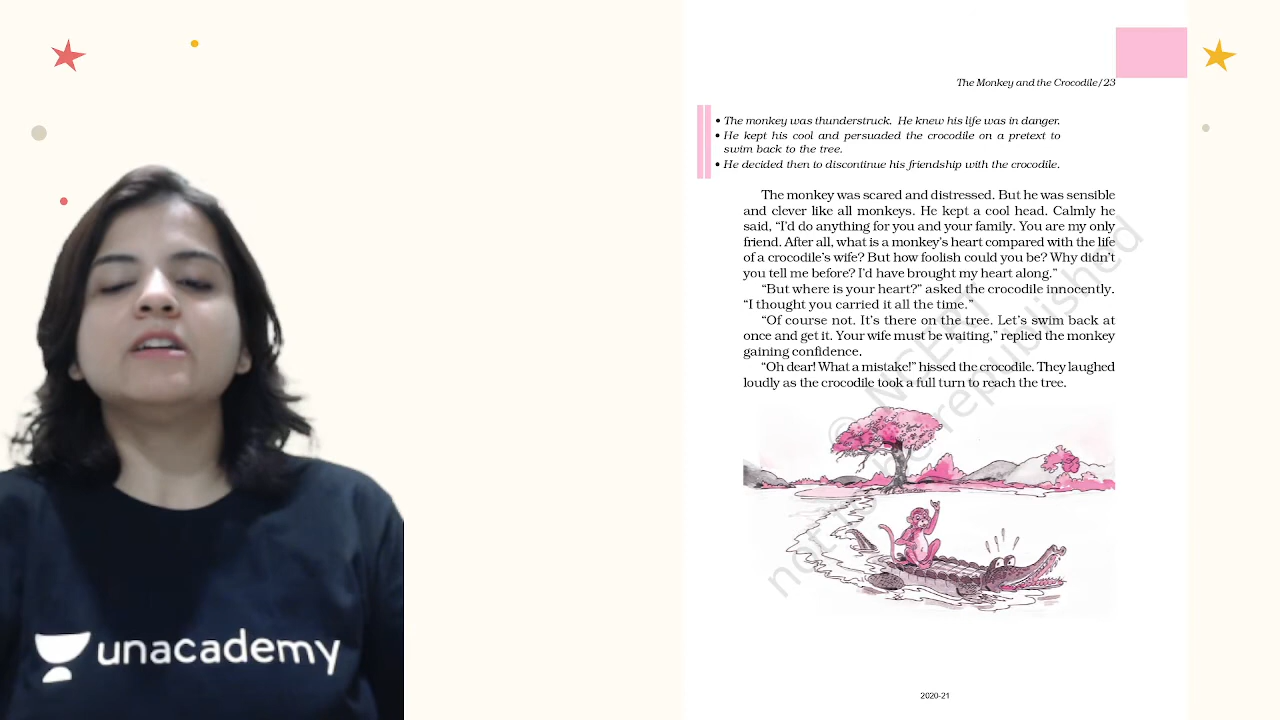 The Monkey and the Crocodile/23
• The monkey was thunderstruck. He knew his life was in danger.
• He kept his cool and persuaded the crocodile on a pretext to
swim back to the tree.
• He decided then to discontinue his friendship with the crocodile.
The monkey was scared and distressed. But he was sensible
and clever like all monkeys. He kept a cool head. Calmly he
said, “I’d do anything for you and your family. You are my only
friend. After all, what is a monkey’s heart compared with the life
of a crocodile’s wife? But how foolish could you be? Why didn’t
you tell me before? I’d have brought my heart along.”
“But where is your heart?” asked the crocodile innocently.
“I thought you carried it all the time.”
“Of course not. It’s there on the tree. Let’s swim back at
once and get it. Your wife must be waiting,” replied the monkey
gaining confidence.
“Oh dear! What a mistake!” hissed the crocodile. They laughed
loudly as the crocodile took a full turn to reach the tree.
© NCERT
not to be republished
unacademy
2020-21